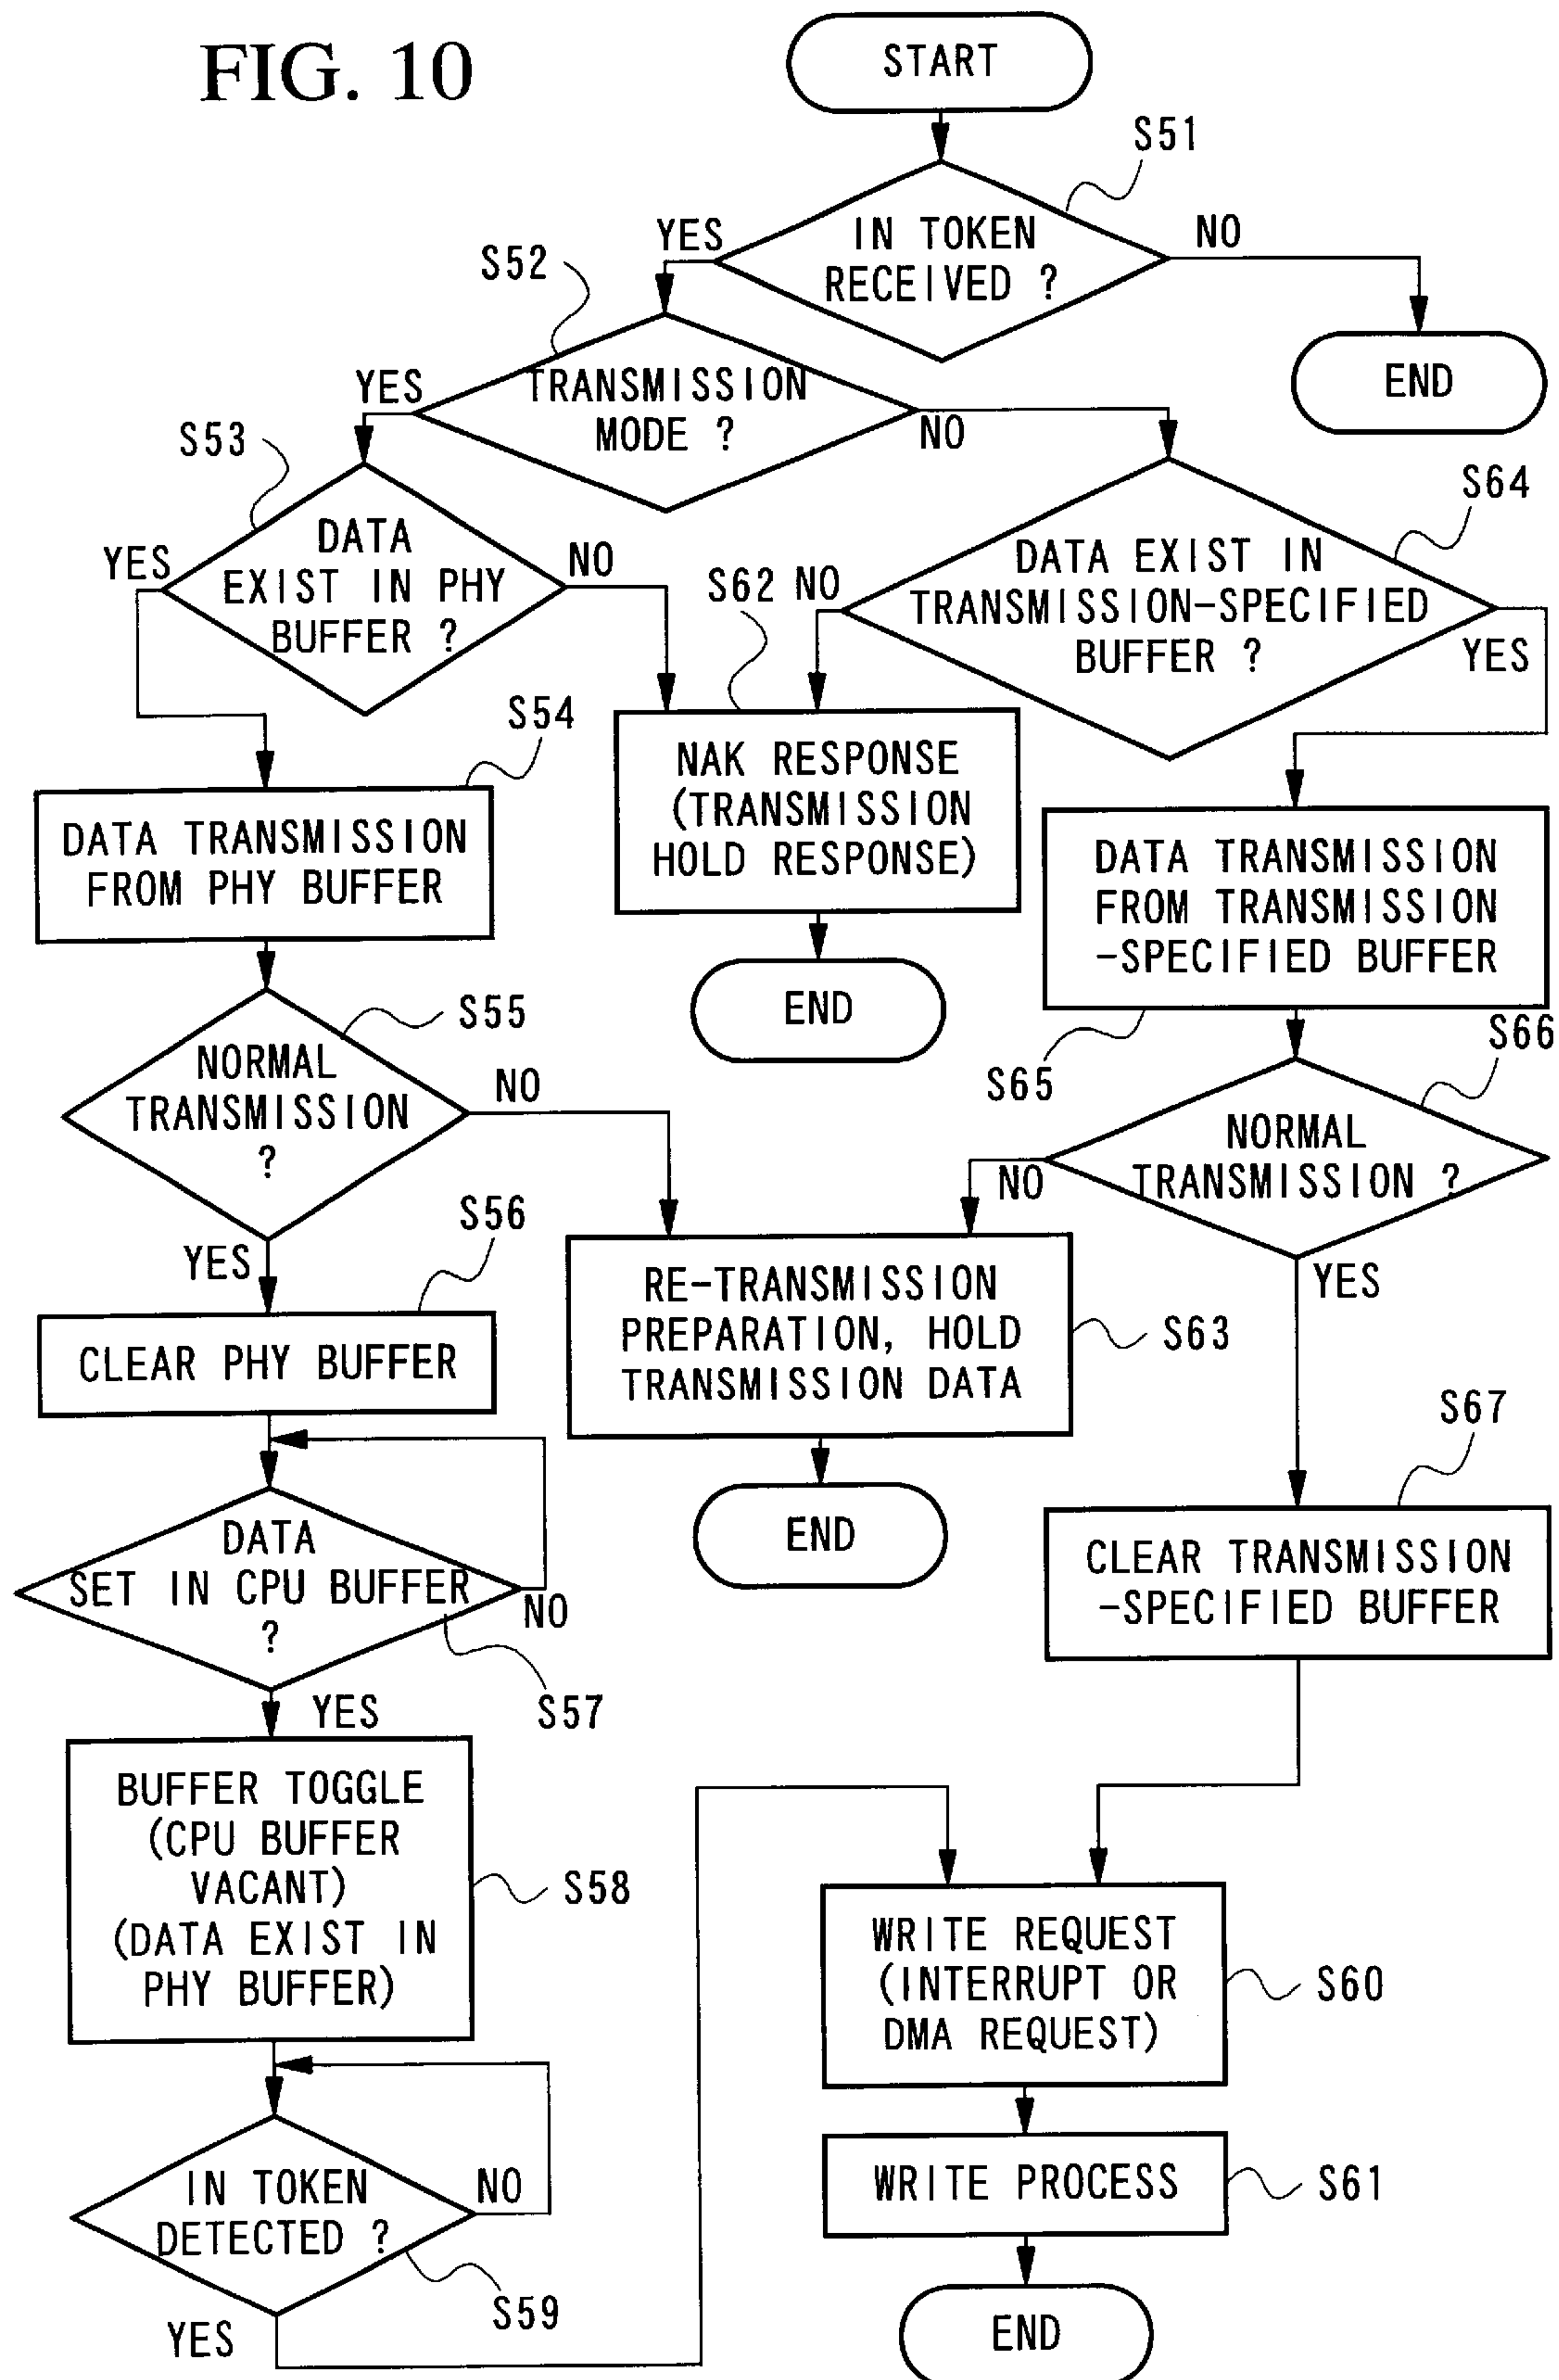 FIG. 10
START
S51
IN TOKEN
RECEIVED ?
YES
NO
END
S52
TRANSMISSION
MODE ?
YES
NO
S53
DATA
EXIST IN PHY
BUFFER ?
YES
NO
S64
DATA EXIST IN
TRANSMISSION-SPECIFIED
BUFFER ?
NO
YES
S62
NAK RESPONSE
(TRANSMISSION
HOLD RESPONSE)
END
S54
DATA TRANSMISSION
FROM PHY BUFFER
DATA TRANSMISSION
FROM TRANSMISSION
-SPECIFIED BUFFER
S65
S55
NORMAL
TRANSMISSION
?
NO
YES
S66
NORMAL
TRANSMISSION ?
NO
YES
S56
CLEAR PHY BUFFER
RE-TRANSMISSION
PREPARATION, HOLD
TRANSMISSION DATA
S63
END
S67
CLEAR TRANSMISSION
-SPECIFIED BUFFER
DATA
SET IN CPU BUFFER
?
NO
S57
YES
BUFFER TOGGLE
(CPU BUFFER
VACANT)
(DATA EXIST IN
PHY BUFFER)
S58
IN TOKEN
DETECTED ?
NO
S59
YES
WRITE REQUEST
(INTERRUPT OR
DMA REQUEST)
S60
WRITE PROCESS
S61
END